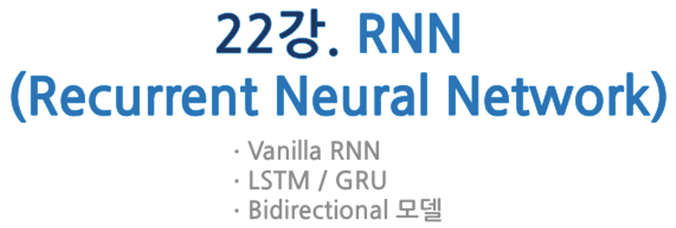 22강. RNN
(Recurrent Neural Network)
· Vanilla RNN
· LSTM / GRU
· Bidirectional 모델